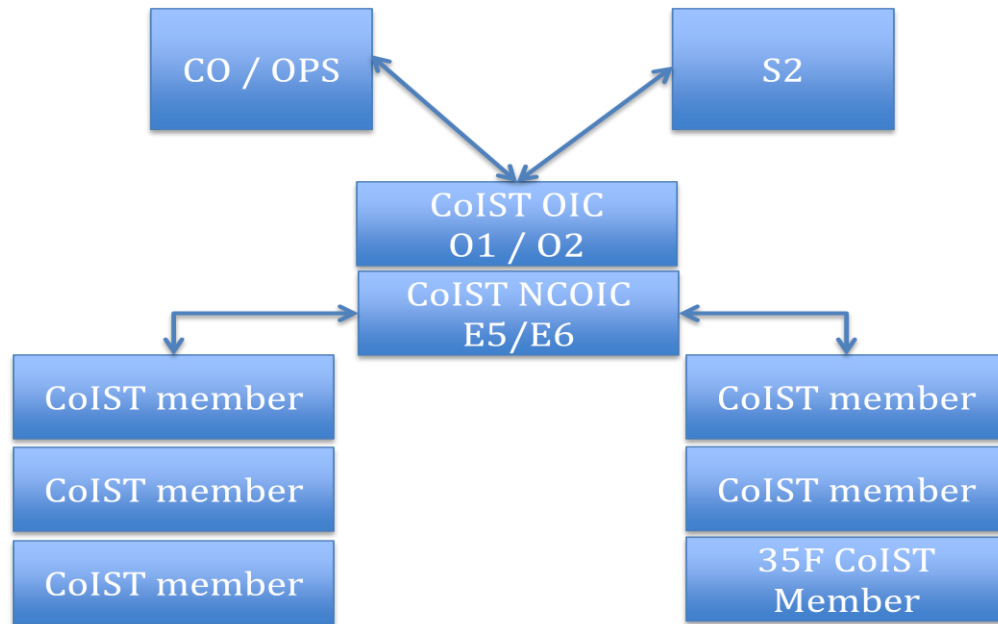 CO / OPS
S2
CoIST OIC
O1 / O2
CoIST NCOIC
E5/E6
CoIST member
CoIST member
CoIST member
CoIST member
CoIST member
35F CoIST
Member